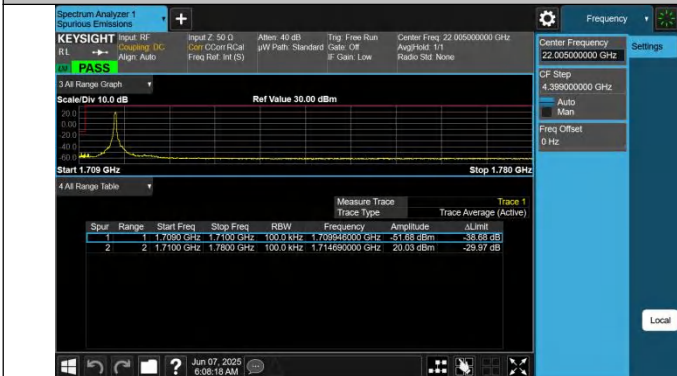 Spectrum Analyzer 1
Spurious Emissions
Frequency
KEYSIGHT Input: RF Input Z: 50 Ω Atten: 40 dB Trig: Free Run Center Freq: 22.005000000 GHz
RL Coupling: DC Corr CCorr RCal µW Path: Standard Gate: Off Avg|Hold: 1/1
Align: Auto Freq Ref: Int (S) IF Gain: Low Radio Std: None
PASS
Center Frequency
22.005000000 GHz
Settings
CF Step
4.399000000 GHz
Auto
Man
Freq Offset
0 Hz
3 All Range Graph
Scale/Div 10.0 dB Ref Value 30.00 dBm
20.0
0.00
-20.0
-40.0
-60.0
Start 1.709 GHz Stop 1.780 GHz
4 All Range Table
Measure Trace Trace 1
Trace Type Trace Average (Active)
Spur Range Start Freq Stop Freq RBW Frequency Amplitude ΔLimit
1 1 1.7090 GHz 1.7100 GHz 100.0 kHz 1.709946000 GHz -51.68 dBm -38.68 dB
2 2 1.7100 GHz 1.7800 GHz 100.0 kHz 1.714690000 GHz 20.03 dBm -29.97 dB
Local
Jun 07, 2025
6:08:18 AM